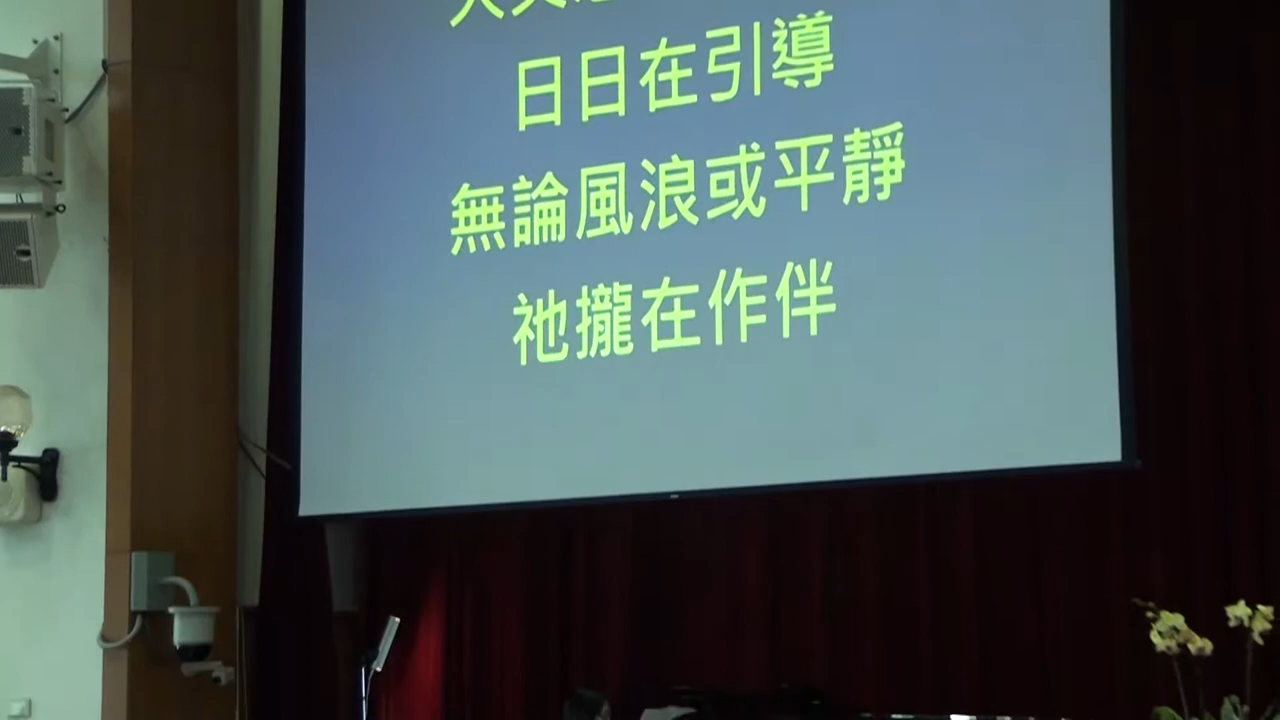 日日在引導
無論風浪或平靜
祂攏在作伴